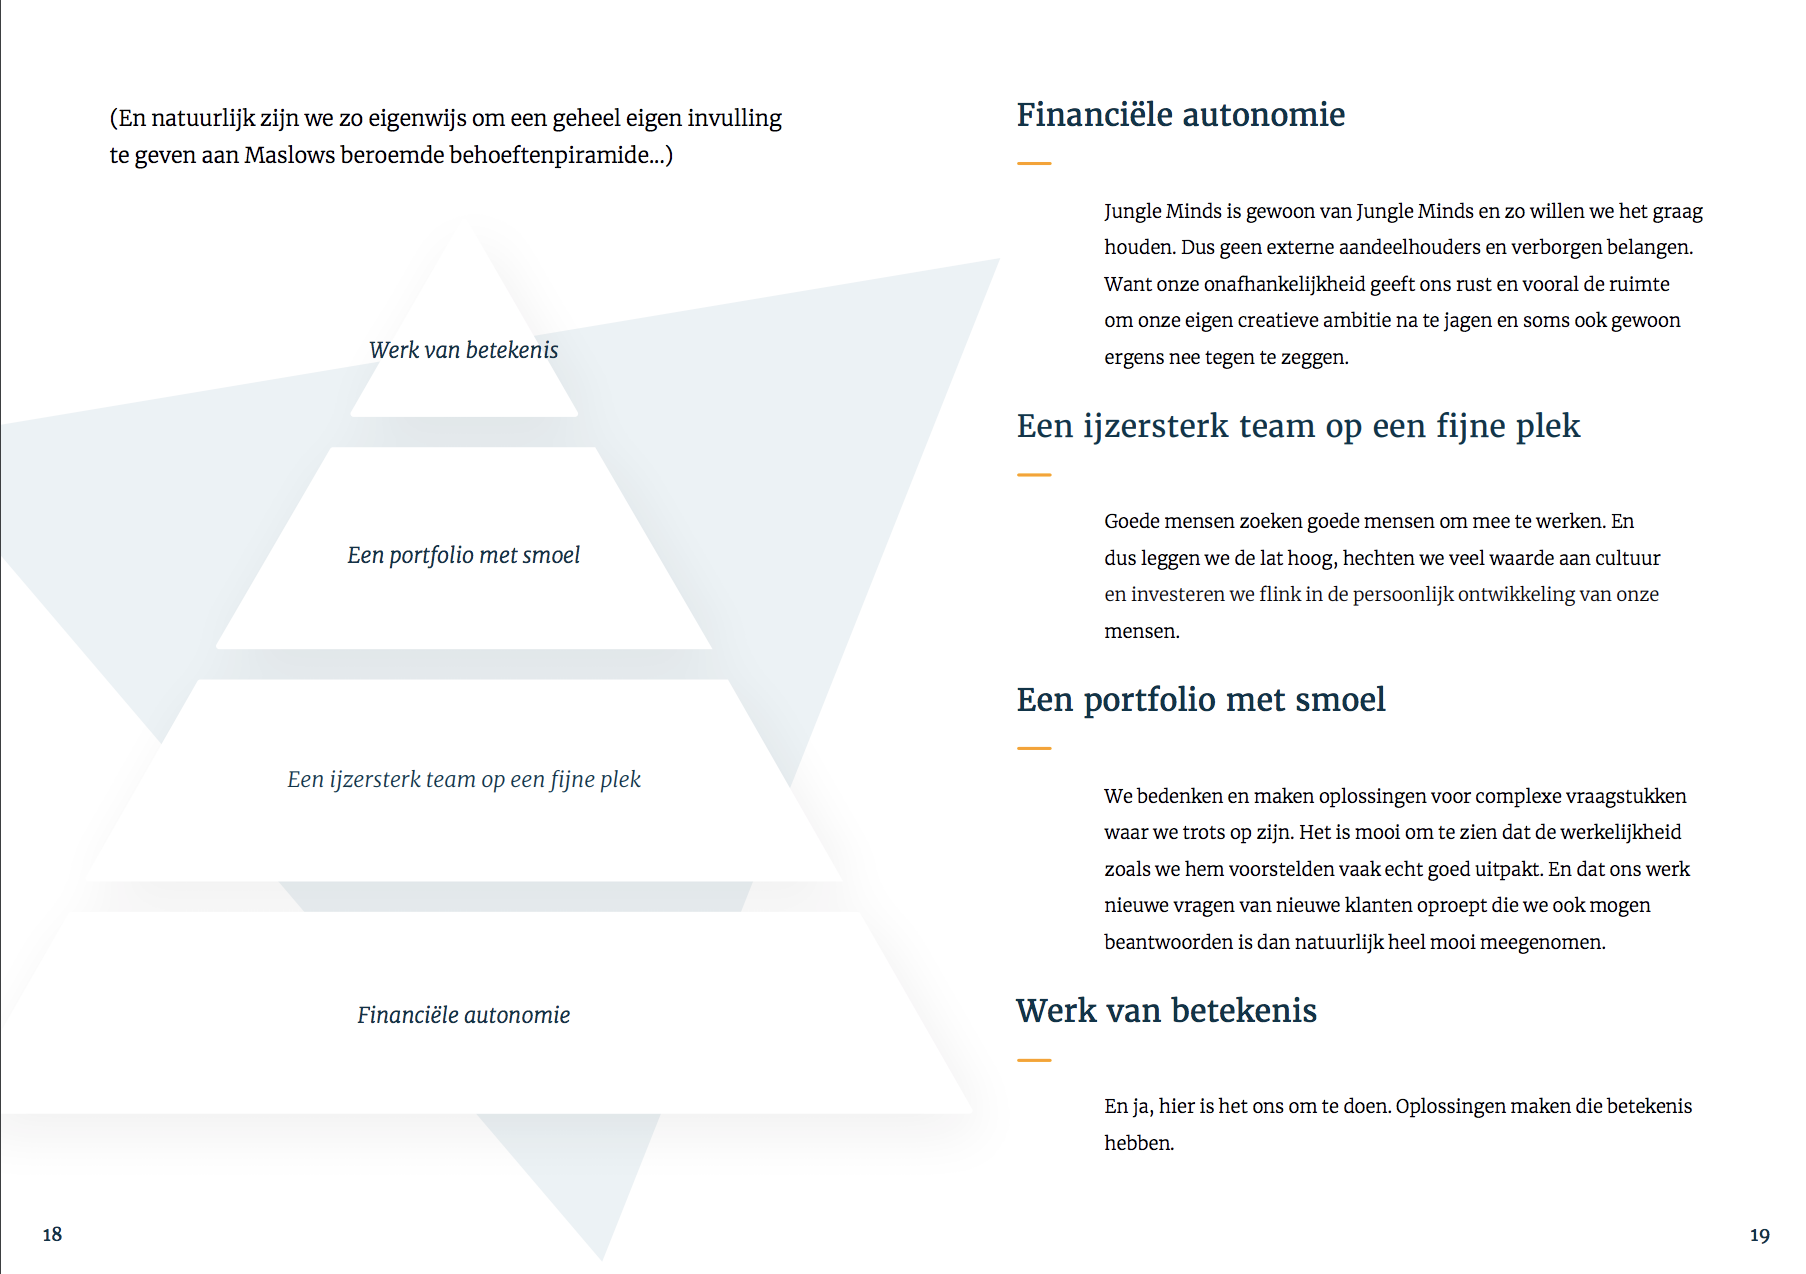 (En natuurlijk zijn we zo eigenwijs om een geheel eigen invulling
te geven aan Maslows beroemde behoeftenpiramide...)
Werk van betekenis
Een portfolio met smoel
Een ijzersterk team op een fijne plek
Financiële autonomie
18
Financiële autonomie
Jungle Minds is gewoon van Jungle Minds en zo willen we het graag
houden. Dus geen externe aandeelhouders en verborgen belangen.
Want onze onafhankelijkheid geeft ons rust en vooral de ruimte
om onze eigen creatieve ambitie na te jagen en soms ook gewoon
ergens nee tegen te zeggen.
Een ijzersterk team op een fijne plek
Goede mensen zoeken goede mensen om mee te werken. En
dus leggen we de lat hoog, hechten we veel waarde aan cultuur
en investeren we flink in de persoonlijk ontwikkeling van onze
mensen.
Een portfolio met smoel
We bedenken en maken oplossingen voor complexe vraagstukken
waar we trots op zijn. Het is mooi om te zien dat de werkelijkheid
zoals we hem voorstelden vaak echt goed uitpakt. En dat ons werk
nieuwe vragen van nieuwe klanten oproept die we ook mogen
beantwoorden is dan natuurlijk heel mooi meegenomen.
Werk van betekenis
En ja, hier is het ons om te doen. Oplossingen maken die betekenis
hebben.
19